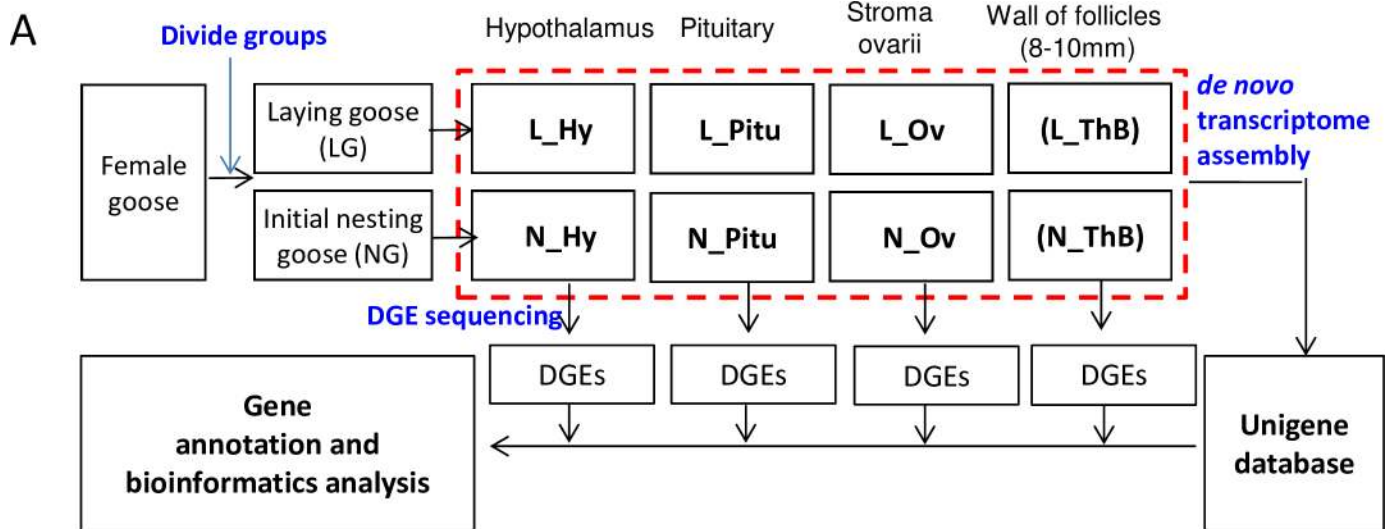 A
Divide groups
Hypothalamus
Pituitary
Stroma
ovarii
Wall of follicles
(8-10mm)
Female
goose
Laying goose
(LG)
Initial nesting
goose (NG)
L_Hy
L_Pitu
L_Ov
(L_ThB)
N_Hy
N_Pitu
N_Ov
(N_ThB)
de novo
transcriptome
assembly
DGE sequencing
DGEs
DGEs
DGEs
DGEs
Gene
annotation and
bioinformatics analysis
Unigene
database